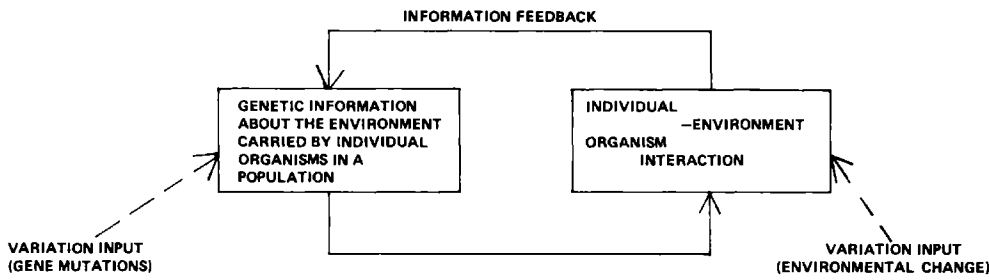 INFORMATION FEEDBACK
GENETIC INFORMATION
ABOUT THE ENVIRONMENT
CARRIED BY INDIVIDUAL
ORGANISMS IN A
POPULATION
INDIVIDUAL
–ENVIRONMENT
ORGANISM
INTERACTION
VARIATION INPUT
(GENE MUTATIONS)
VARIATION INPUT
(ENVIRONMENTAL CHANGE)